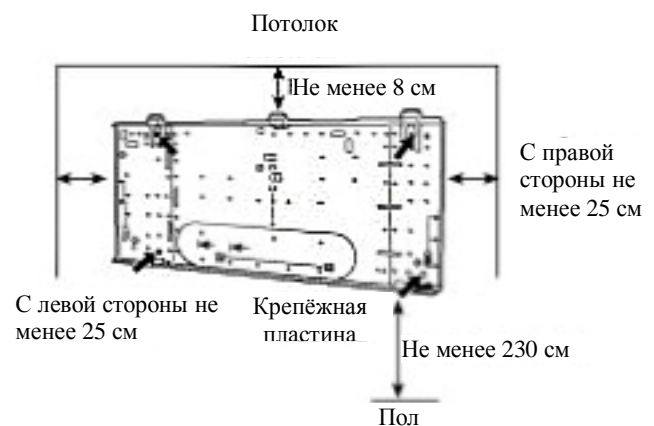 Потолок
Не менее 8 см
С правой
стороны не
менее 25 см
С левой стороны не
менее 25 см
Крепёжная
пластина
Не менее 230 см
Пол